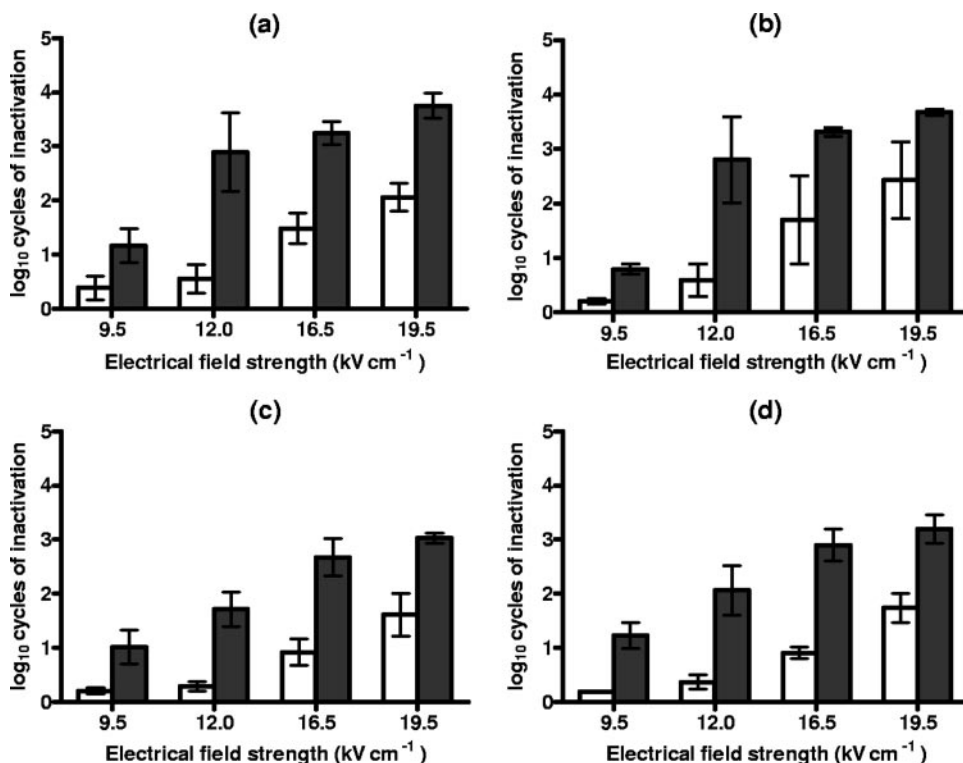 (a)
log₁₀ cycles of inactivation
5
4
3
2
1
0
9.5 12.0 16.5 19.5
Electrical field strength (kV cm⁻¹)
(b)
log₁₀ cycles of inactivation
5
4
3
2
1
0
9.5 12.0 16.5 19.5
Electrical field strength (kV cm⁻¹)
(c)
log₁₀ cycles of inactivation
5
4
3
2
1
0
9.5 12.0 16.5 19.5
Electrical field strength (kV cm⁻¹)
(d)
log₁₀ cycles of inactivation
5
4
3
2
1
0
9.5 12.0 16.5 19.5
Electrical field strength (kV cm⁻¹)